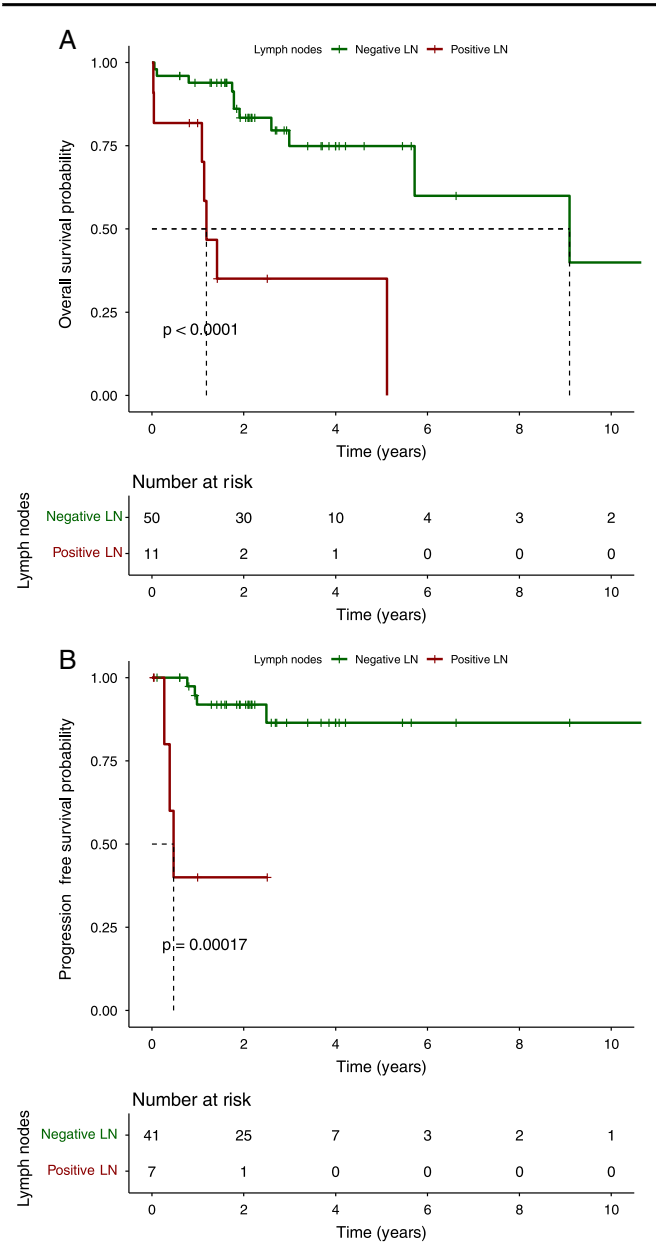 A
Lymph nodes Negative LN Positive LN
Overall survival probability
1.00
0.75
0.50
0.25
0.00
p < 0.0001
0 2 4 6 8 10
Time (years)
Number at risk
Lymph nodes
Negative LN 50 30 10 4 3 2
Positive LN 11 2 1 0 0 0
0 2 4 6 8 10
Time (years)
B
Lymph nodes Negative LN Positive LN
Progression free survival probability
1.00
0.75
0.50
0.25
0.00
p = 0.00017
0 2 4 6 8 10
Time (years)
Number at risk
Lymph nodes
Negative LN 41 25 7 3 2 1
Positive LN 7 1 0 0 0 0
0 2 4 6 8 10
Time (years)